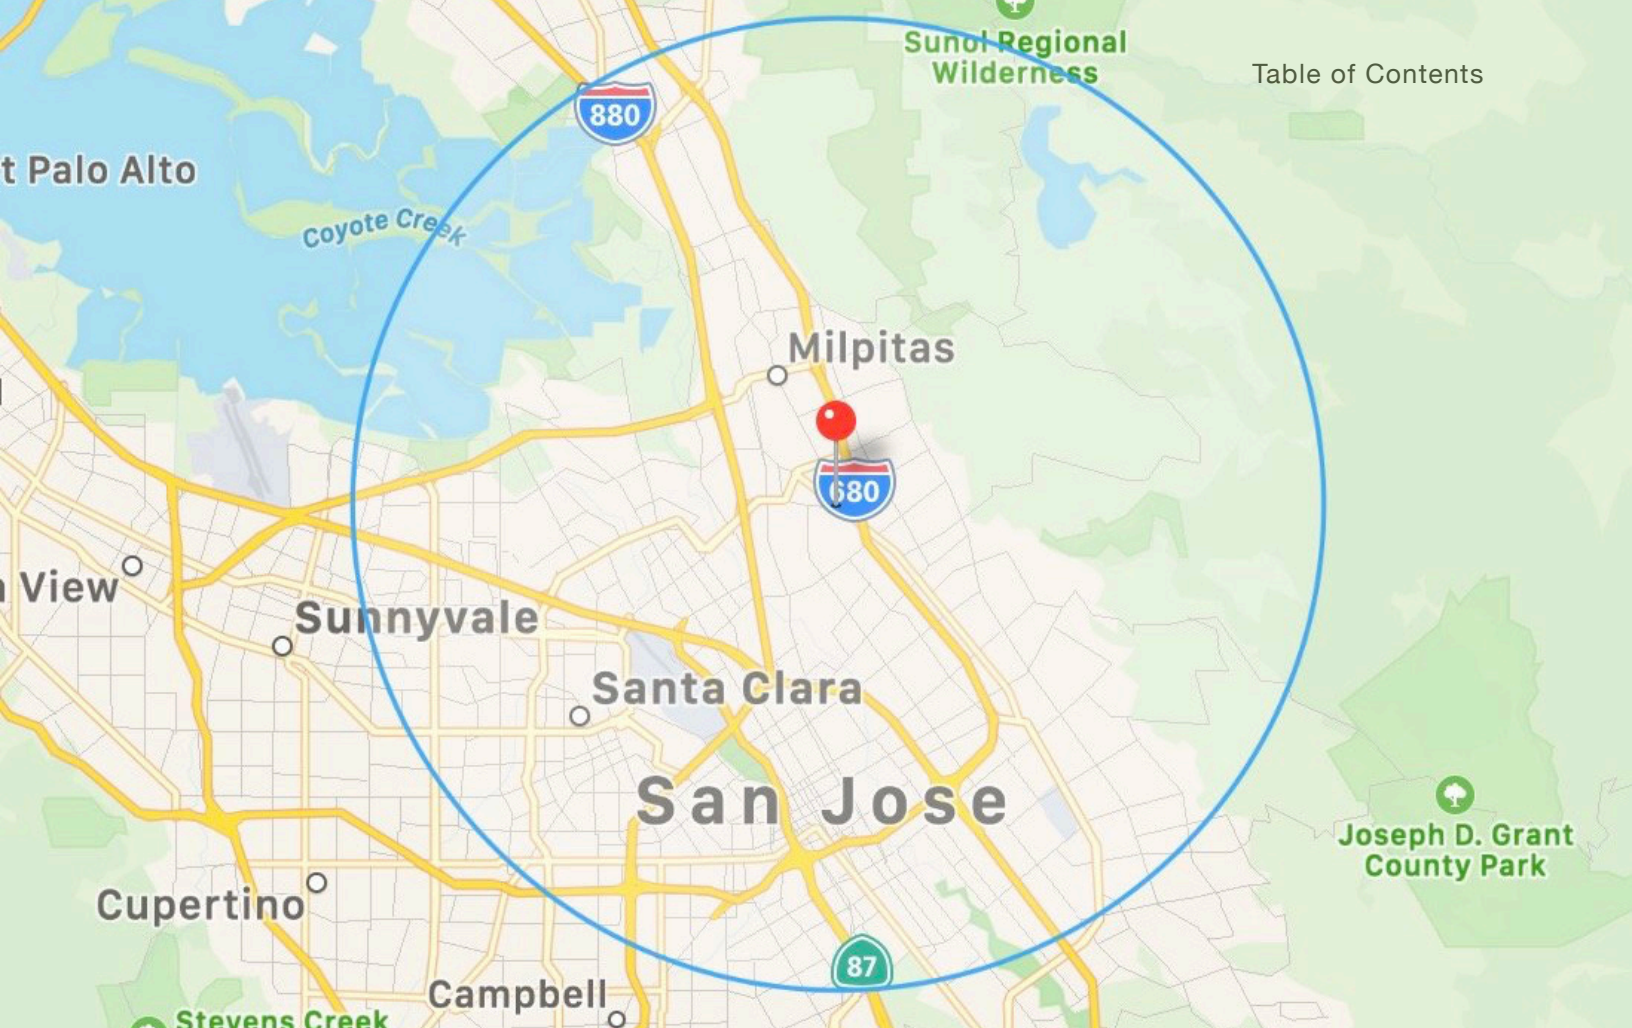 Sunol Regional
Wilderness
Table of Contents
880
t Palo Alto
Coyote Creek
Milpitas
680
View
Sunnyvale
Santa Clara
San Jose
Joseph D. Grant
County Park
Cupertino
87
Campbell
Stevens Creek